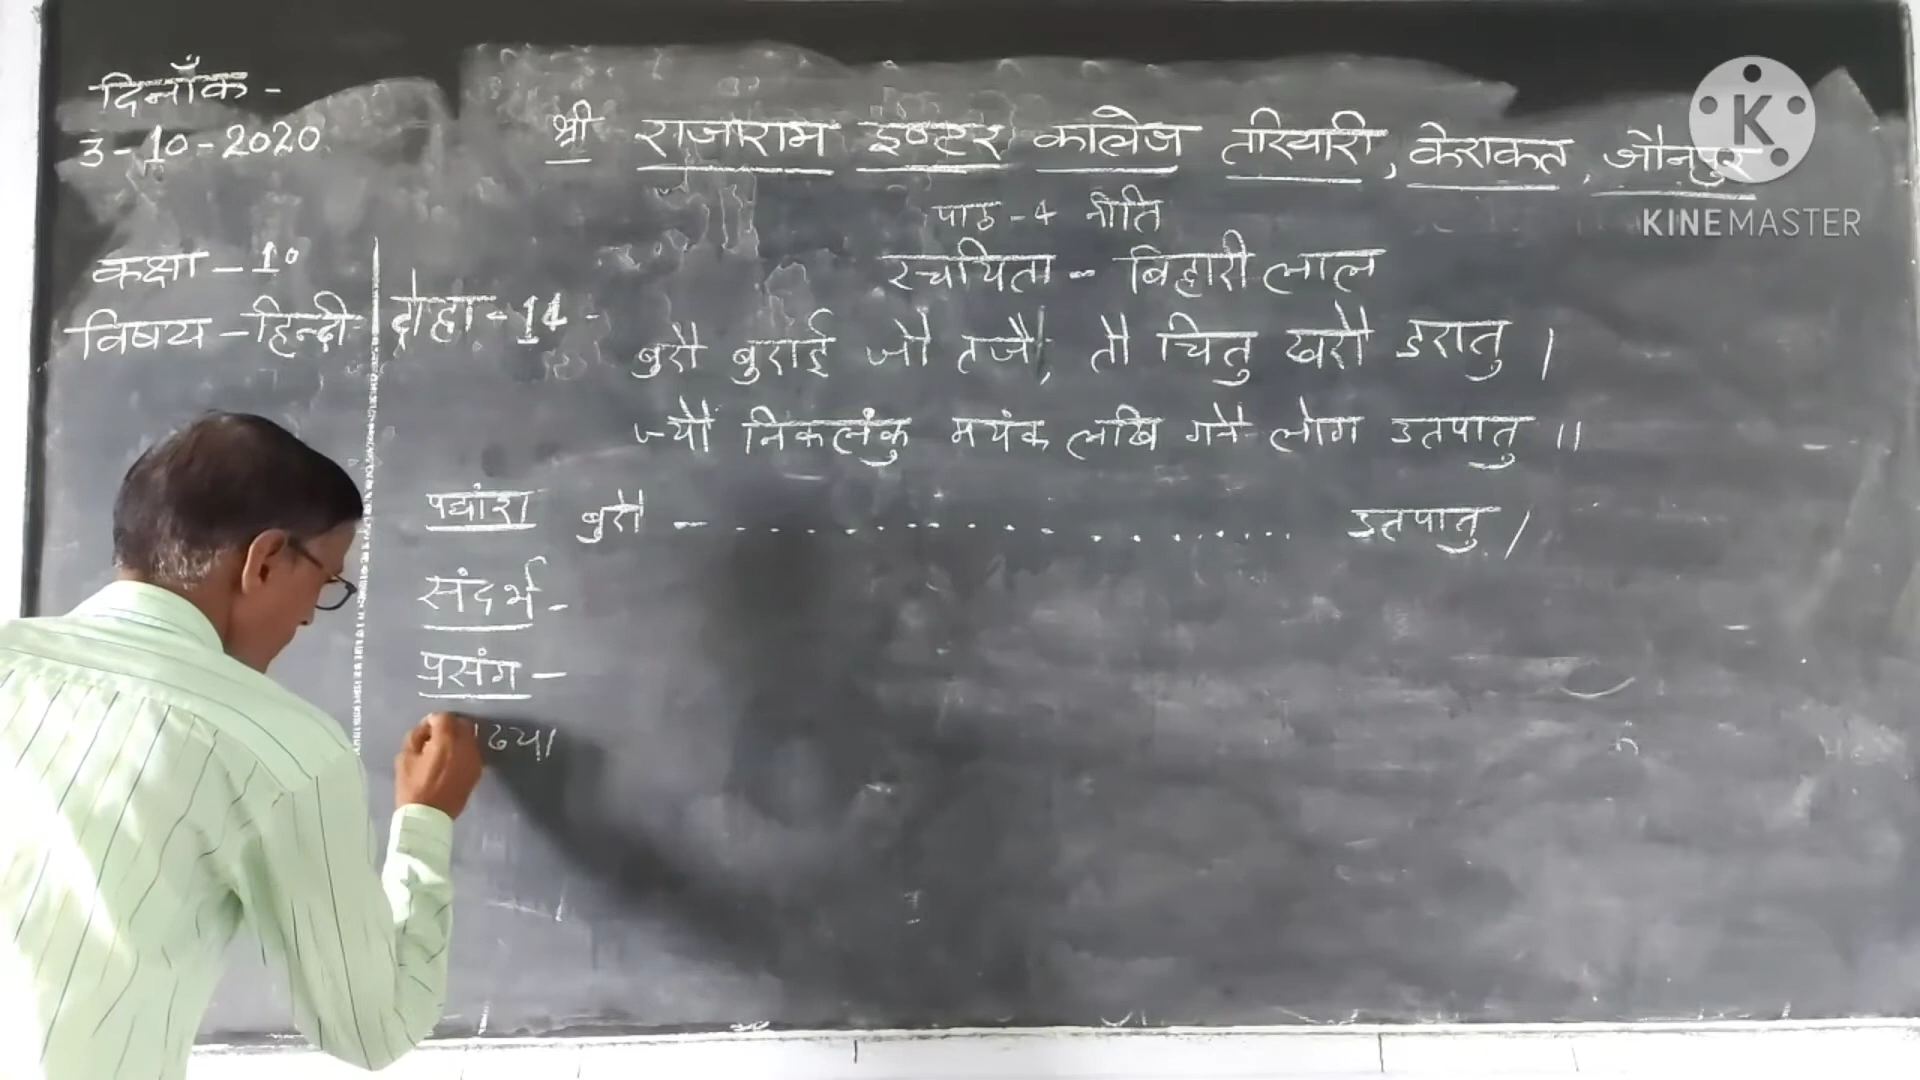 दिनाँक -
3-10-2020
श्री राजाराम इण्टर कालेज तरियारी, केराकत, जौनपुर
पाठ-4 नीति
रचयिता - बिहारी लाल
कक्षा - 10
विषय - हिन्दी
दोहा - 14 -
बुरौ बुराई जौ तजै, तौ चितु खरौ डरातु ।
ज्यौं निकलंकु मयंक लखि गनै लोग उतपातु ॥
पद्यांश बुरौ - .................... उतपातु /
संदर्भ -
प्रसंग -
K
KINEMASTER